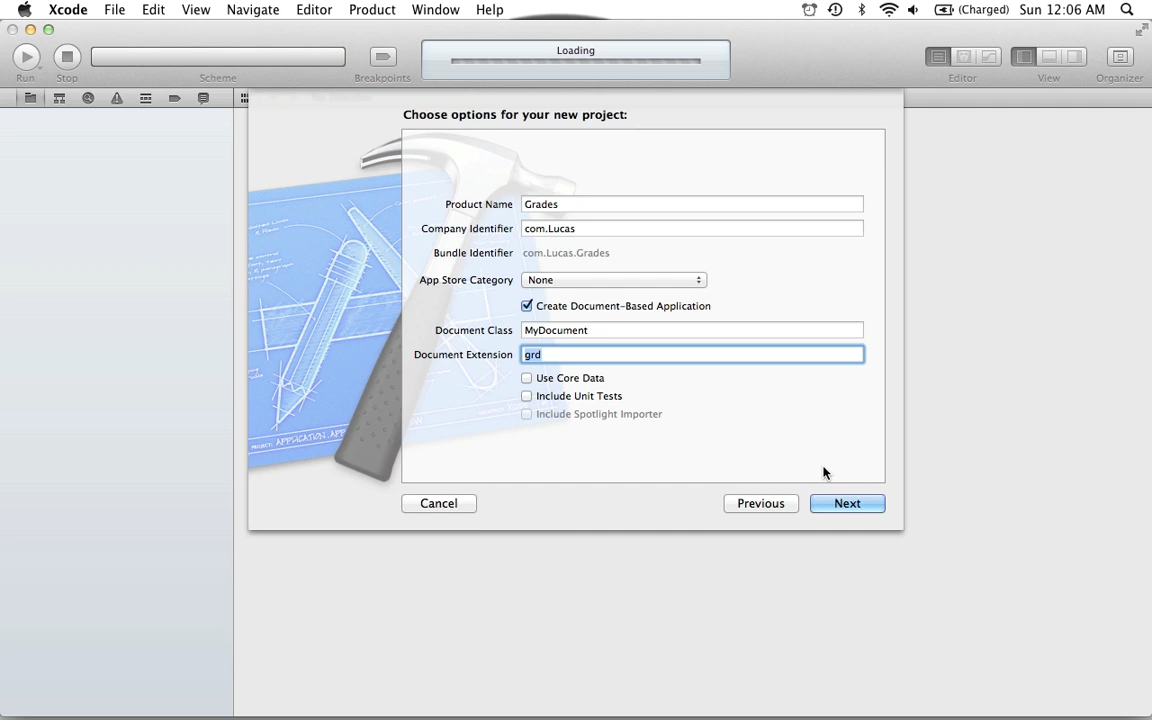 Xcode File Edit View Navigate Editor Product Window Help (Charged) Sun 12:06 AM
Loading
Run Stop Scheme Breakpoints Editor View Organizer
Choose options for your new project:
Product Name Grades
Company Identifier com.Lucas
Bundle Identifier com.Lucas.Grades
App Store Category None
Create Document-Based Application
Document Class MyDocument
Document Extension grd
Use Core Data
Include Unit Tests
Include Spotlight Importer
Cancel Previous Next